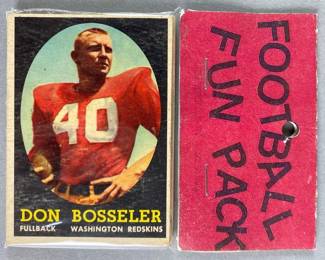 40
DON BOSSELER
FULLBACK WASHINGTON REDSKINS
FOOTBALL
FUN PACK